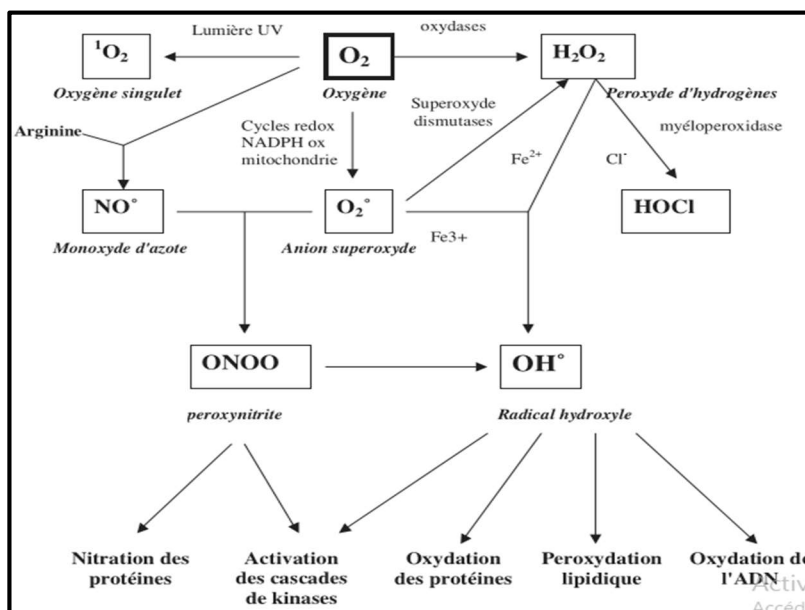 Lumière UV
oxydases
¹O₂
O₂
H₂O₂
Oxygène singulet
Oxygène
Peroxyde d'hydrogènes
Arginine
Cycles redox
NADPH ox
mitochondrie
Superoxyde
dismutases
myéloperoxidase
Fe²⁺
Cl⁻
NO°
O₂°
HOCl
Monoxyde d'azote
Anion superoxyde
Fe3+
ONOO
OH°
peroxynitrite
Radical hydroxyle
Nitration des
protéines
Activation
des cascades
de kinases
Oxydation
des protéines
Peroxydation
lipidique
Oxydation de
l'ADN
Activ
Accéd